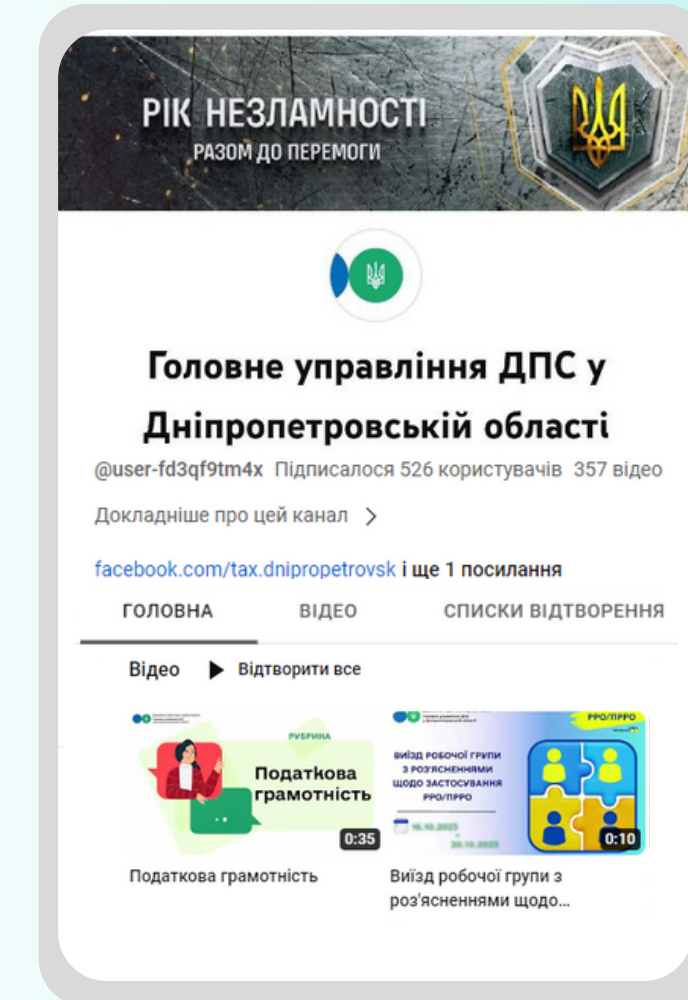 РІК НЕЗЛАМНОСТІ
РАЗОМ ДО ПЕРЕМОГИ
Головне управління ДПС у
Дніпропетровській області
@user-fd3qf9tm4x Підписалося 526 користувачів 357 відео
Докладніше про цей канал >
facebook.com/tax.dnipropetrovsk і ще 1 посилання
ГОЛОВНА ВІДЕО СПИСКИ ВІДТВОРЕННЯ
Відео Відтворити все
РУБРИКА
Податкова
грамотність
0:35
Податкова грамотність
РРО/ПРРО
ВИЇЗД РОБОЧОЇ ГРУПИ
З РОЗ'ЯСНЕННЯМИ
ЩОДО ЗАСТОСУВАННЯ
РРО/ПРРО
16.10.2023
20.10.2023
0:10
Виїзд робочої групи з
роз'ясненнями щодо...